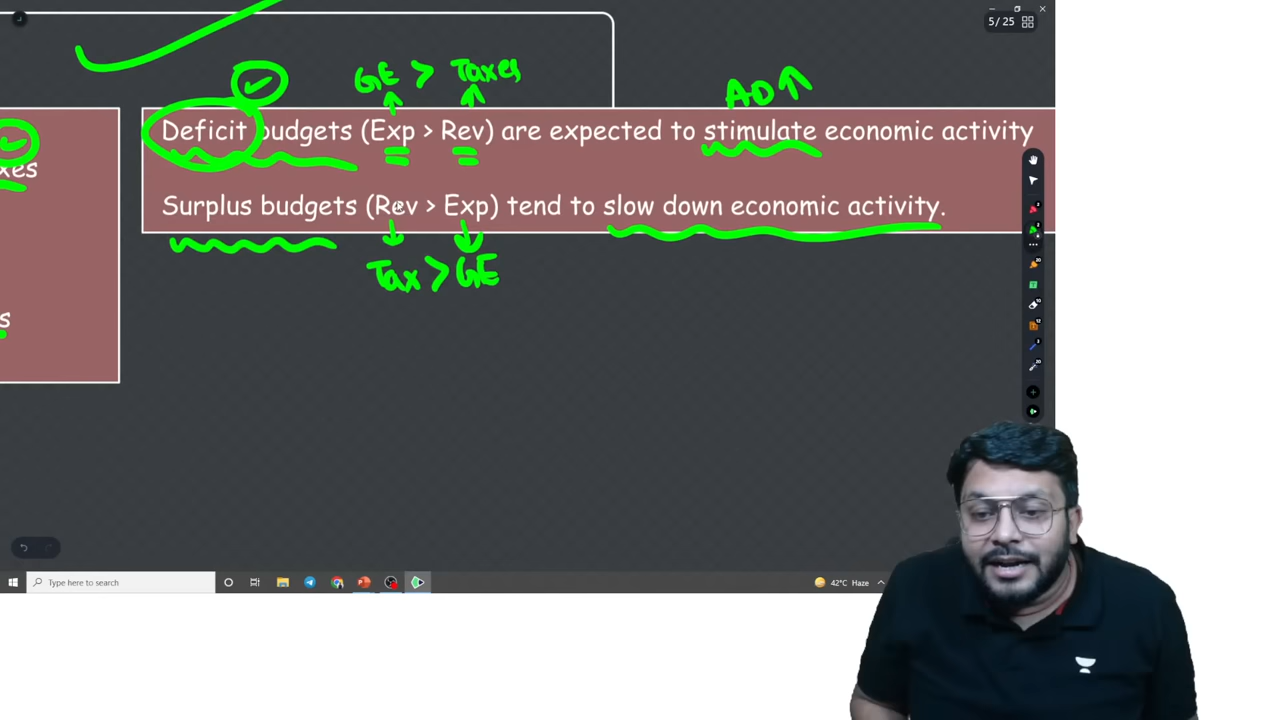 5/25
GE > Taxes
AD↑
Deficit budgets (Exp > Rev) are expected to stimulate economic activity
xes
Surplus budgets (Rev > Exp) tend to slow down economic activity.
Tax > GE
s
Type here to search
42°C Haze